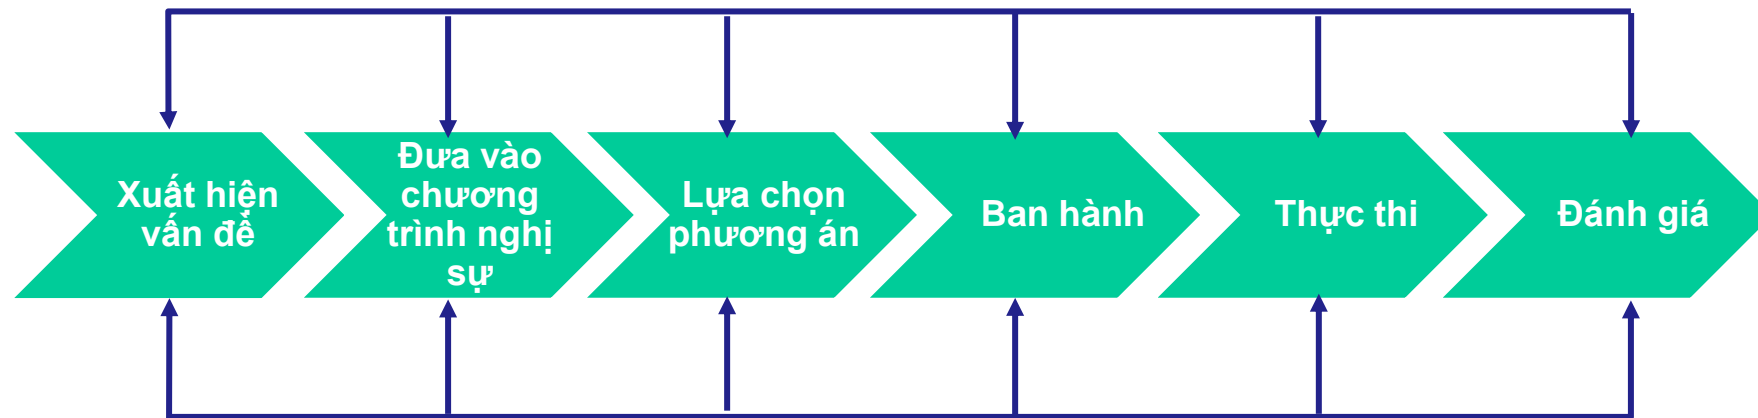 Xuất hiện
vấn đề
Đưa vào
chương
trình nghị
sự
Lựa chọn
phương án
Ban hành
Thực thi
Đánh giá